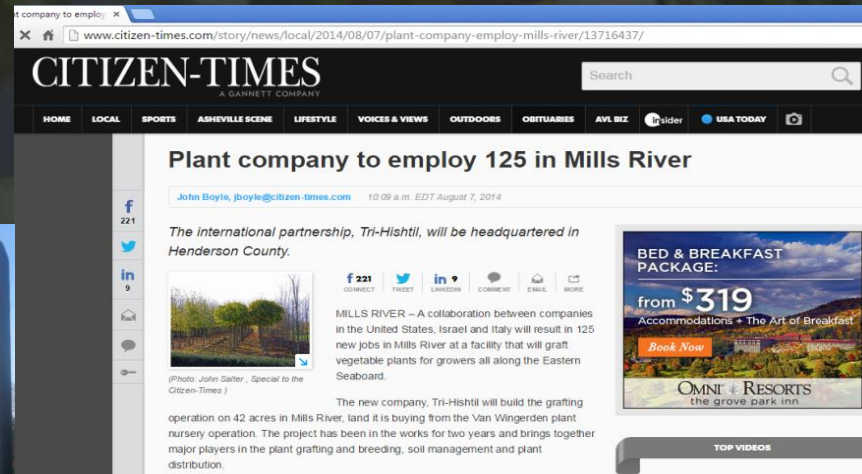 t company to employ ×
www.citizen-times.com/story/news/local/2014/08/07/plant-company-employ-mills-river/13716437/
CITIZEN-TIMES
A GANNETT COMPANY
Search
HOME LOCAL SPORTS ASHEVILLE SCENE LIFESTYLE VOICES & VIEWS OUTDOORS OBITUARIES AVL BIZ insider USA TODAY
Plant company to employ 125 in Mills River
John Boyle, jboyle@citizen-times.com 10:09 a.m. EDT August 7, 2014
f
221
in
9
The international partnership, Tri-Hishtil, will be headquartered in
Henderson County.
(Photo: John Salter , Special to the
Citizen-Times )
f 221 in 9
CONNECT TWEET LINKEDIN COMMENT EMAIL MORE
MILLS RIVER – A collaboration between companies
in the United States, Israel and Italy will result in 125
new jobs in Mills River at a facility that will graft
vegetable plants for growers all along the Eastern
Seaboard.
The new company, Tri-Hishtil will build the grafting
operation on 42 acres in Mills River, land it is buying from the Van Wingerden plant
nursery operation. The project has been in the works for two years and brings together
major players in the plant grafting and breeding, soil management and plant
distribution.
BED & BREAKFAST
PACKAGE:
from $319
Accommodations + The Art of Breakfast
Book Now
OMNI RESORTS
the grove park inn
TOP VIDEOS